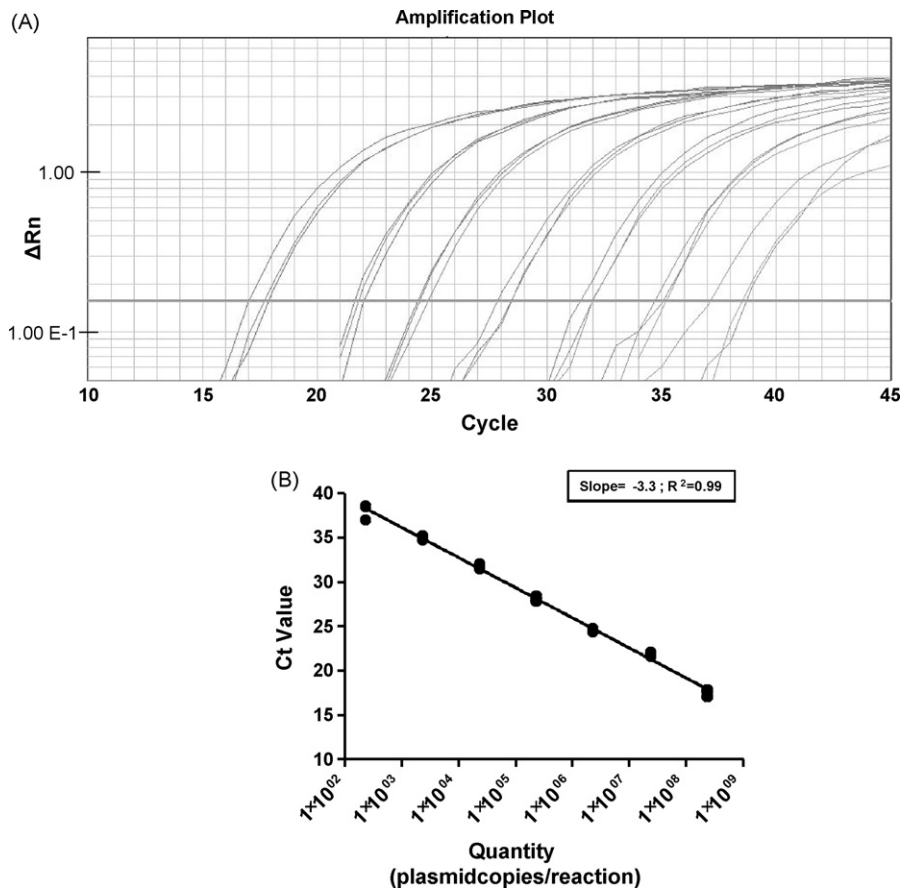 (A)
Amplification Plot
1.00
ΔRn
1.00 E-1
10 15 20 25 30 35 40 45
Cycle
(B)
Slope= -3.3 ; R²=0.99
40
35
30
25
20
15
10
Ct Value
1×10⁰² 1×10⁰³ 1×10⁰⁴ 1×10⁰⁵ 1×10⁰⁶ 1×10⁰⁷ 1×10⁰⁸ 1×10⁰⁹
Quantity
(plasmidcopies/reaction)